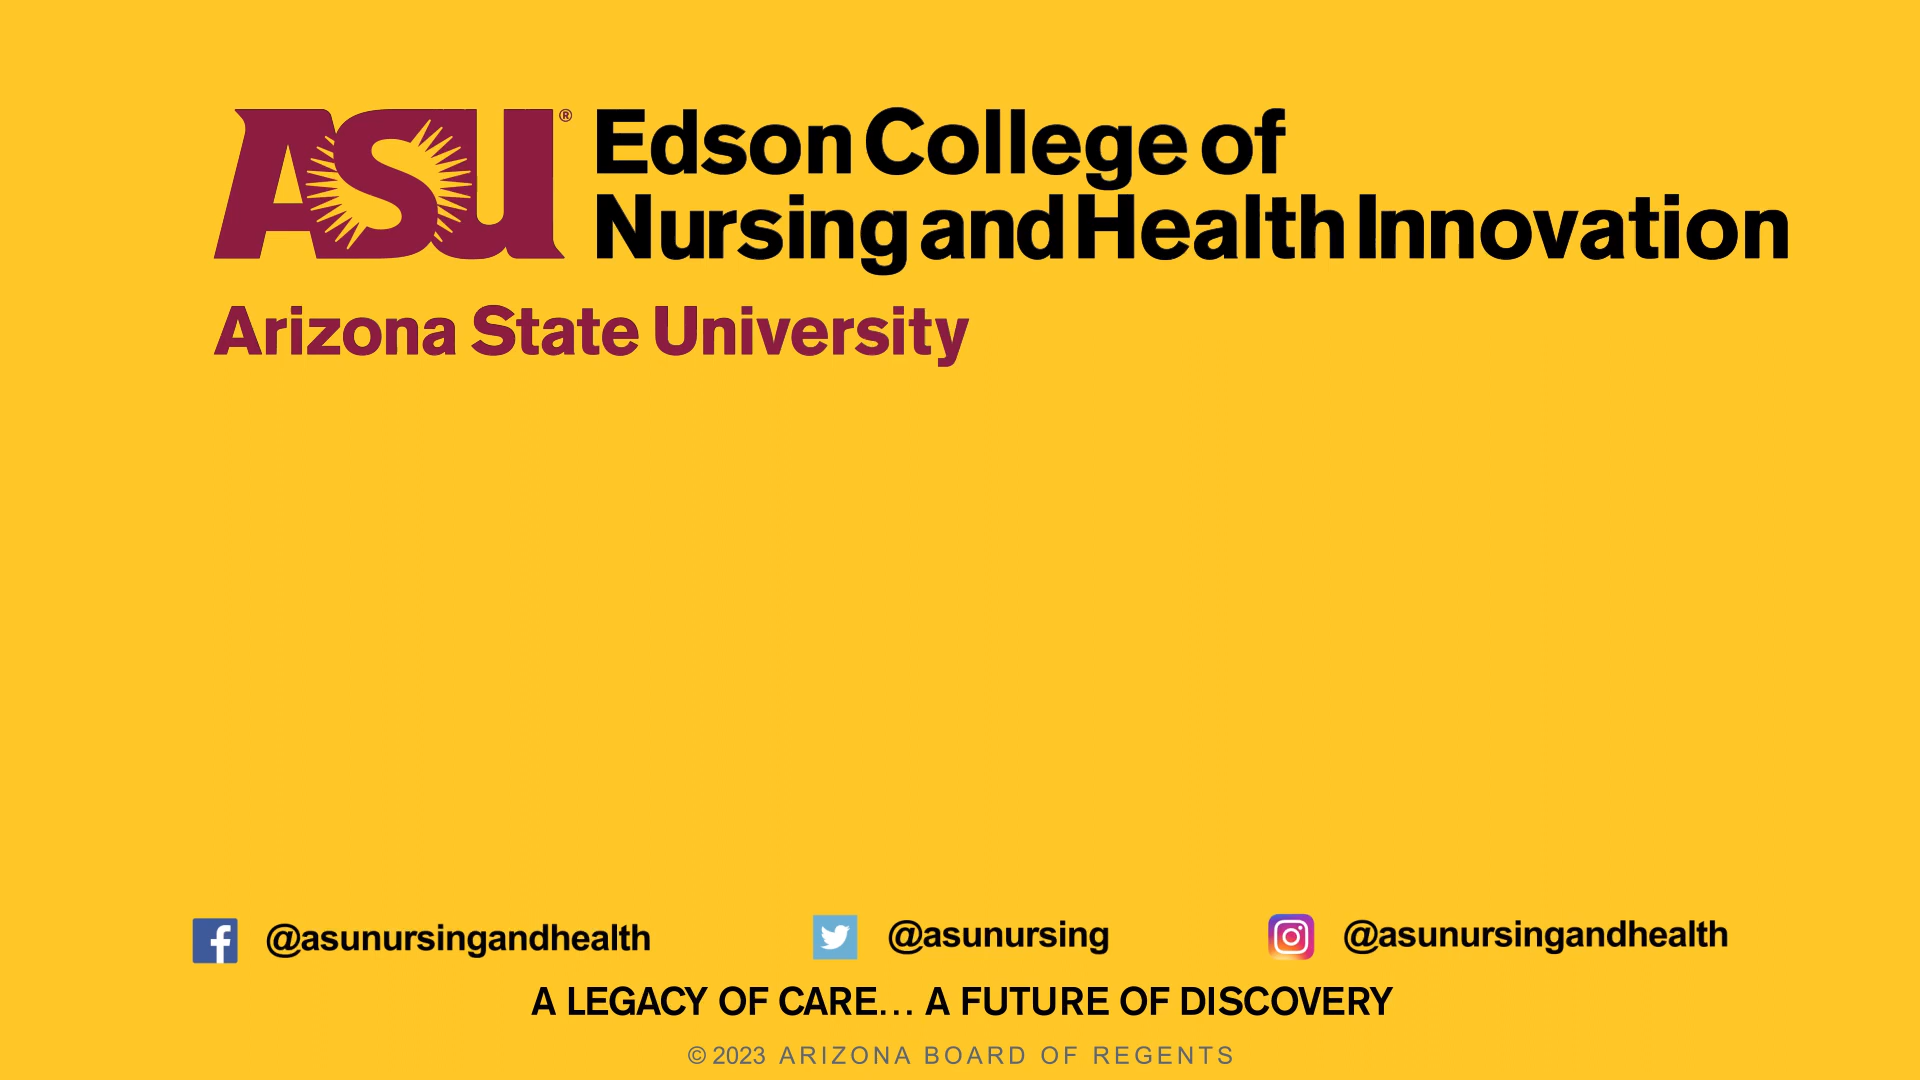 ASU® Edson College of
Nursing and Health Innovation
Arizona State University
@asunursingandhealth @asunursing @asunursingandhealth
A LEGACY OF CARE... A FUTURE OF DISCOVERY
© 2023 ARIZONA BOARD OF REGENTS